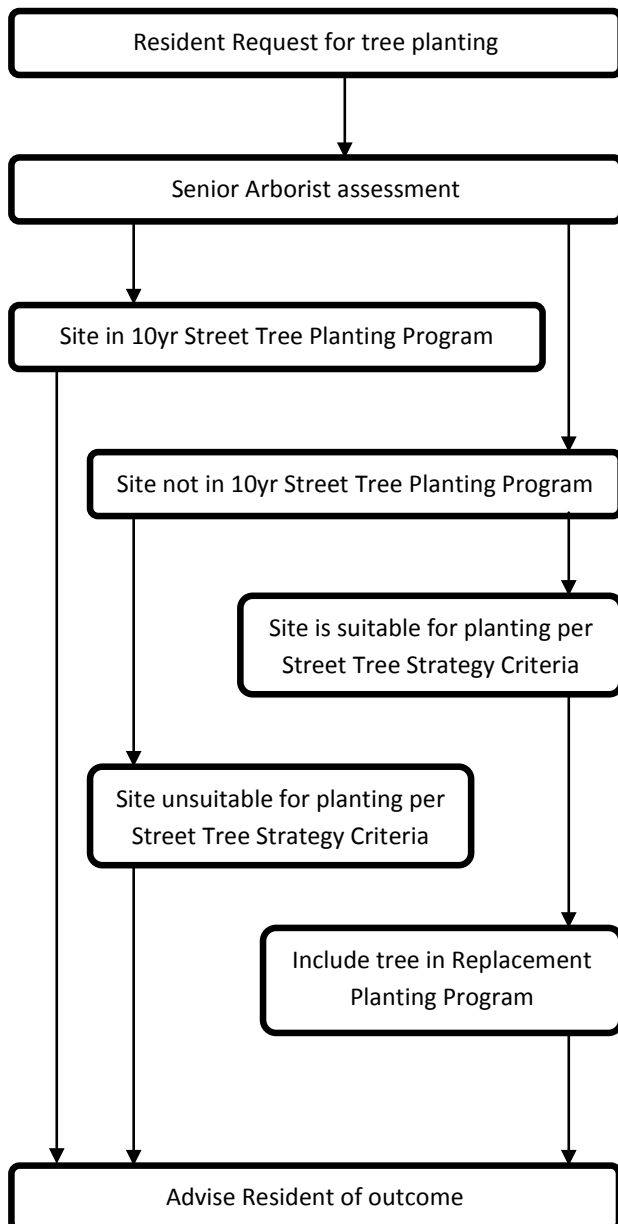 Resident Request for tree planting
Senior Arborist assessment
Site in 10yr Street Tree Planting Program
Site not in 10yr Street Tree Planting Program
Site is suitable for planting per
Street Tree Strategy Criteria
Site unsuitable for planting per
Street Tree Strategy Criteria
Include tree in Replacement
Planting Program
Advise Resident of outcome